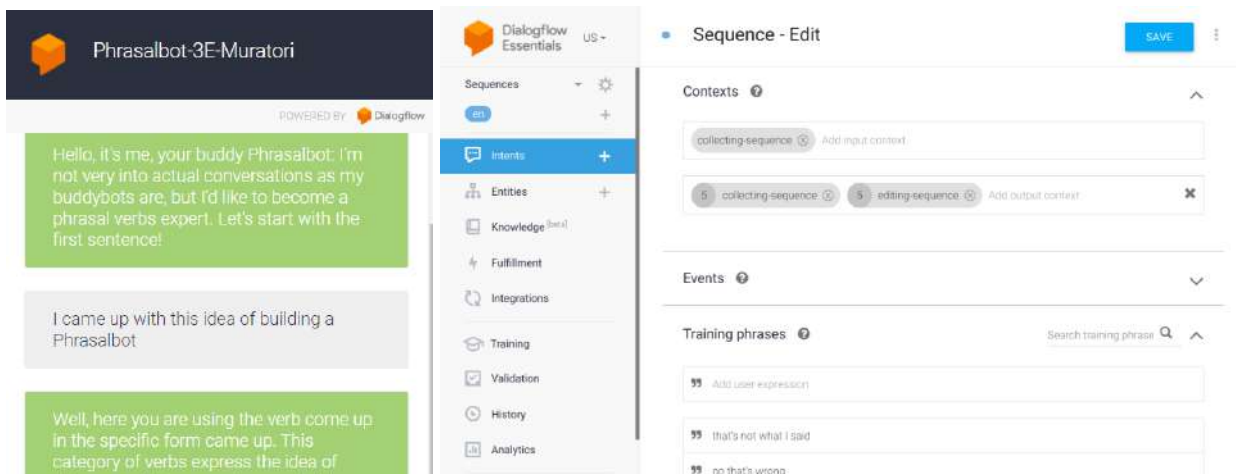 Phrasalbot-3E-Muratori
POWERED BY Dialogflow
Hello, it's me, your buddy Phrasalbot: I'm
not very into actual conversations as my
buddybots are, but I'd like to become a
phrasal verbs expert. Let's start with the
first sentence!
I came up with this idea of building a
Phrasalbot
Well, here you are using the verb come up
in the specific form came up. This
category of verbs express the idea of
Dialogflow
Essentials
US
Sequences
en
Intents
Entities
Knowledge [beta]
Fulfillment
Integrations
Training
Validation
History
Analytics
Sequence - Edit
SAVE
Contexts
collecting-sequence Add input context
5 collecting-sequence 5 editing-sequence Add output context
Events
Training phrases
Search training phrase
Add user expression
that's not what I said
no that's wrong